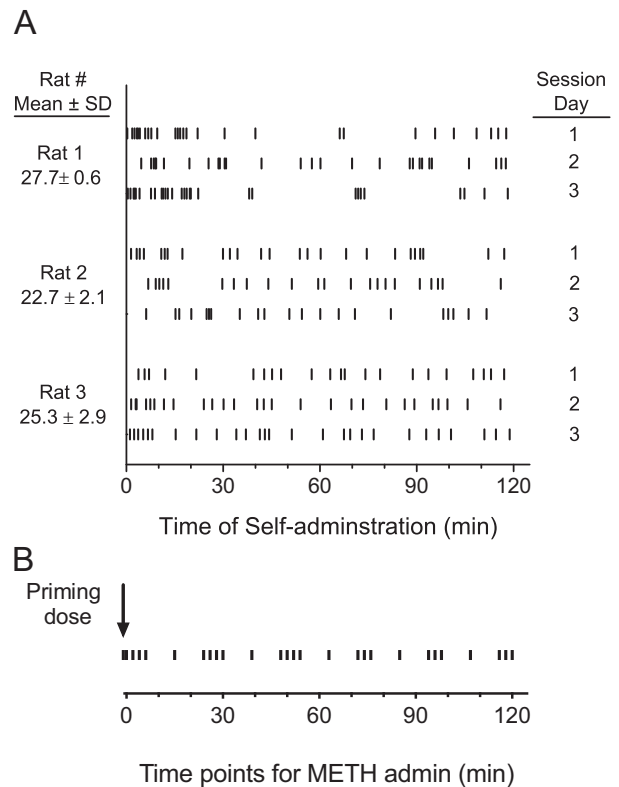 A
Rat #
Mean ± SD
Session
Day
Rat 1
27.7± 0.6
1
2
3
Rat 2
22.7 ± 2.1
1
2
3
Rat 3
25.3 ± 2.9
1
2
3
0 30 60 90 120
Time of Self-adminstration (min)
B
Priming
dose
0 30 60 90 120
Time points for METH admin (min)